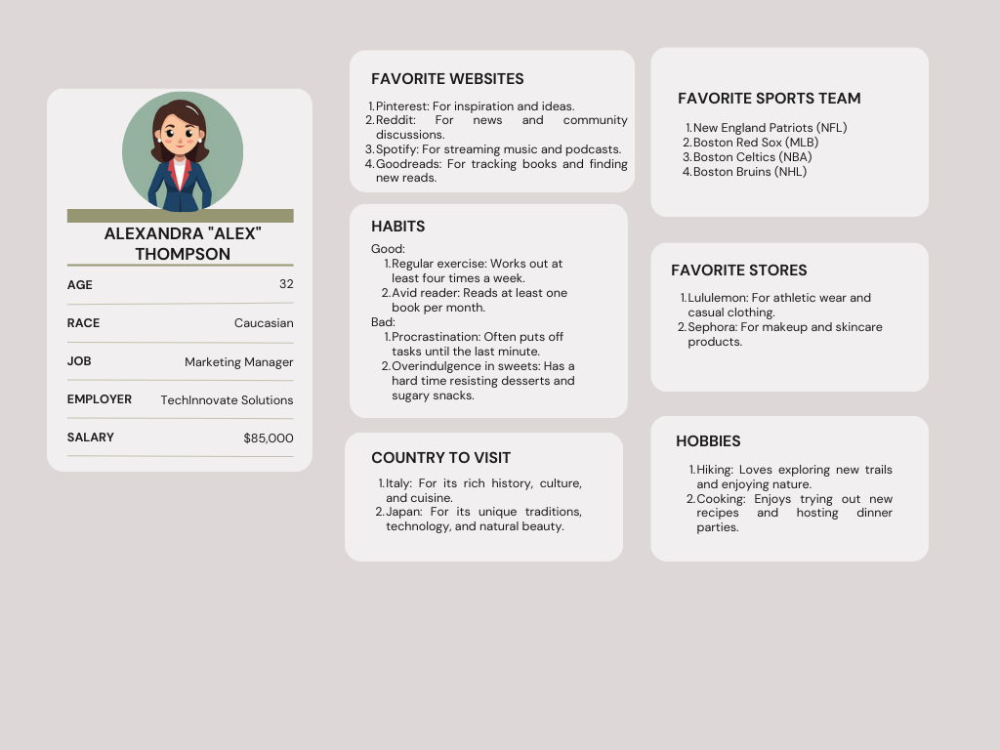 ALEXANDRA "ALEX"
THOMPSON
AGE 32
RACE Caucasian
JOB Marketing Manager
EMPLOYER TechInnovate Solutions
SALARY $85,000
FAVORITE WEBSITES
1. Pinterest: For inspiration and ideas.
2. Reddit: For news and community
discussions.
3. Spotify: For streaming music and podcasts.
4. Goodreads: For tracking books and finding
new reads.
HABITS
Good:
1. Regular exercise: Works out at
least four times a week.
2. Avid reader: Reads at least one
book per month.
Bad:
1. Procrastination: Often puts off
tasks until the last minute.
2. Overindulgence in sweets: Has a
hard time resisting desserts and
sugary snacks.
COUNTRY TO VISIT
1. Italy: For its rich history, culture,
and cuisine.
2. Japan: For its unique traditions,
technology, and natural beauty.
FAVORITE SPORTS TEAM
1. New England Patriots (NFL)
2. Boston Red Sox (MLB)
3. Boston Celtics (NBA)
4. Boston Bruins (NHL)
FAVORITE STORES
1. Lululemon: For athletic wear and
casual clothing.
2. Sephora: For makeup and skincare
products.
HOBBIES
1. Hiking: Loves exploring new trails
and enjoying nature.
2. Cooking: Enjoys trying out new
recipes and hosting dinner
parties.